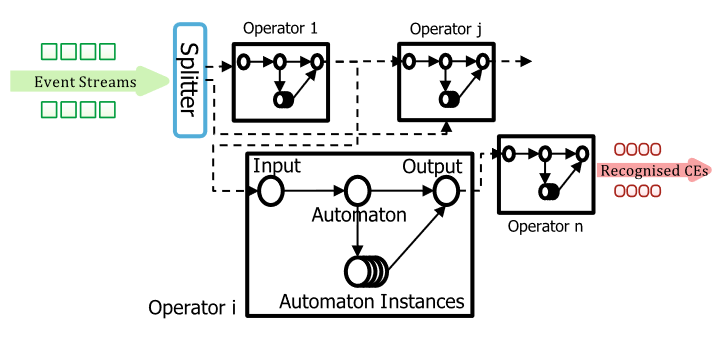 Operator 1
Operator j
Event Streams
Splitter
Input
Output
Automaton
Recognised CEs
Operator n
Automaton Instances
Operator i